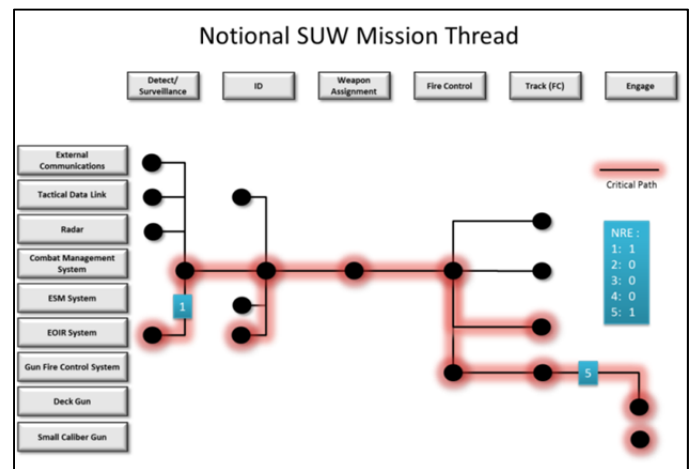 Notional SUW Mission Thread
Detect/
Surveillance
ID
Weapon
Assignment
Fire Control
Track (FC)
Engage
External
Communications
Tactical Data Link
Radar
Combat Management
System
ESM System
EOIR System
Gun Fire Control System
Deck Gun
Small Caliber Gun
1
5
Critical Path
NRE :
1: 1
2: 0
3: 0
4: 0
5: 1